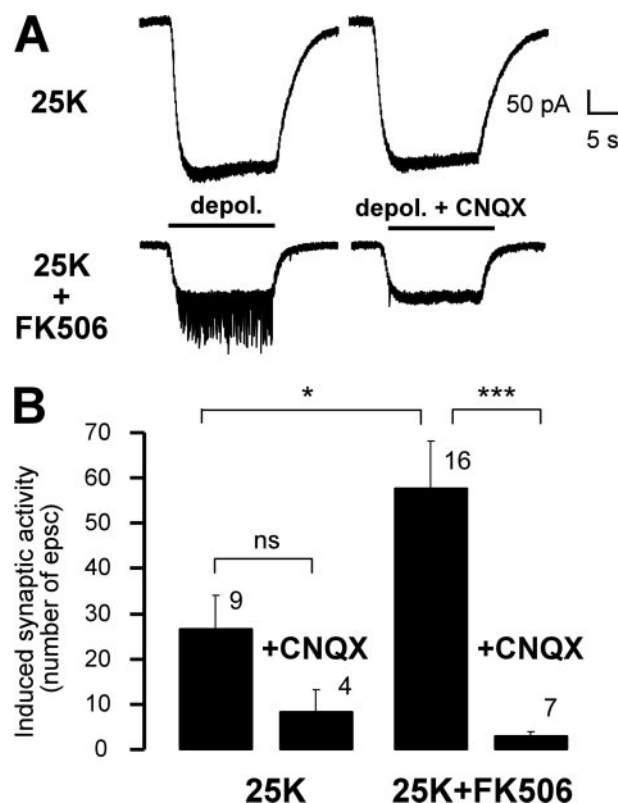 A
25K
50 pA
5 s
depol.
depol. + CNQX
25K
+
FK506
B
*
***
70
60
50
40
30
20
10
0
Induced synaptic activity
(number of epsc)
ns
9
+CNQX
4
16
+CNQX
7
25K
25K+FK506